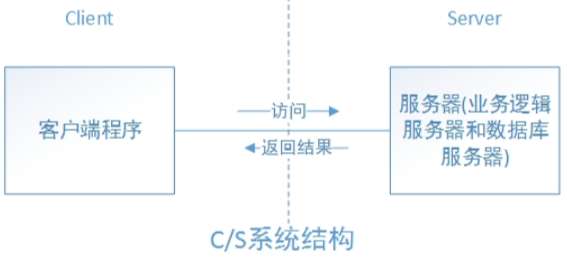 Client
Server
客户端程序
访问
返回结果
服务器(业务逻辑
服务器和数据库
服务器)
C/S系统结构